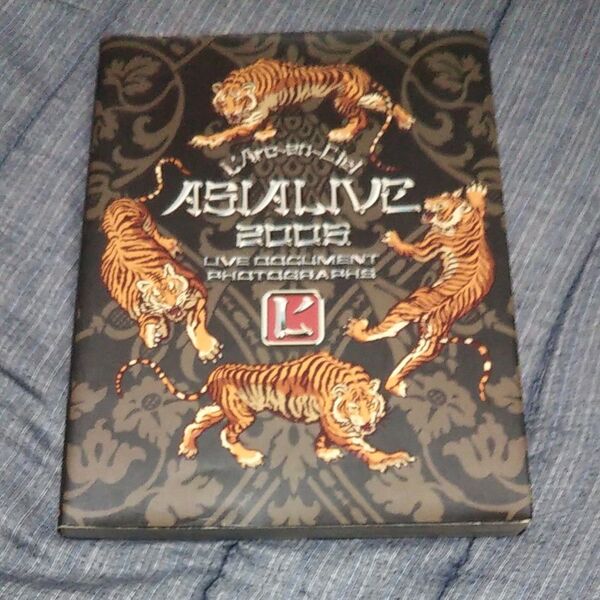 L'Arc-en-Ciel
ASIALIVE
2005
LIVE DOCUMENT
PHOTOGRAPHS